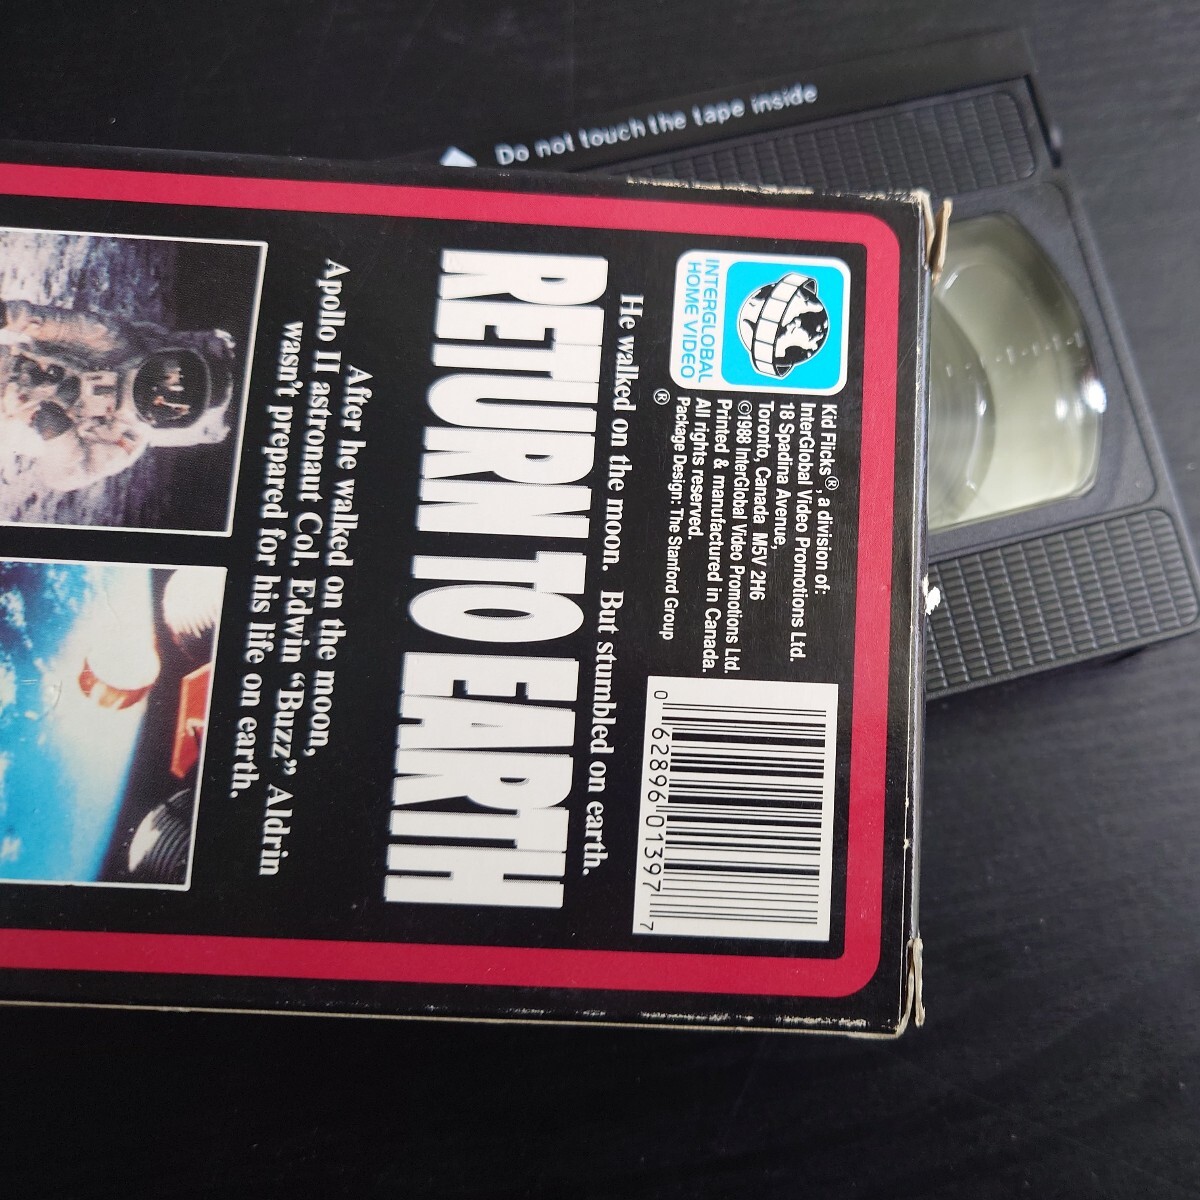 Do not touch the tape inside
INTERGLOBAL
HOME VIDEO
Kid Flicks®, a division of:
InterGlobal Video Promotions Ltd.
18 Spadina Avenue,
Toronto, Canada M5V 2H6
©1988 InterGlobal Video Promotions Ltd.
Printed & manufactured in Canada.
All rights reserved.
Package Design: The Stanford Group
®
0 62896 01397 7
He walked on the moon. But stumbled on earth.
RETURN TO EARTH
After he walked on the moon,
Apollo II astronaut Col. Edwin “Buzz” Aldrin
wasn't prepared for his life on earth.